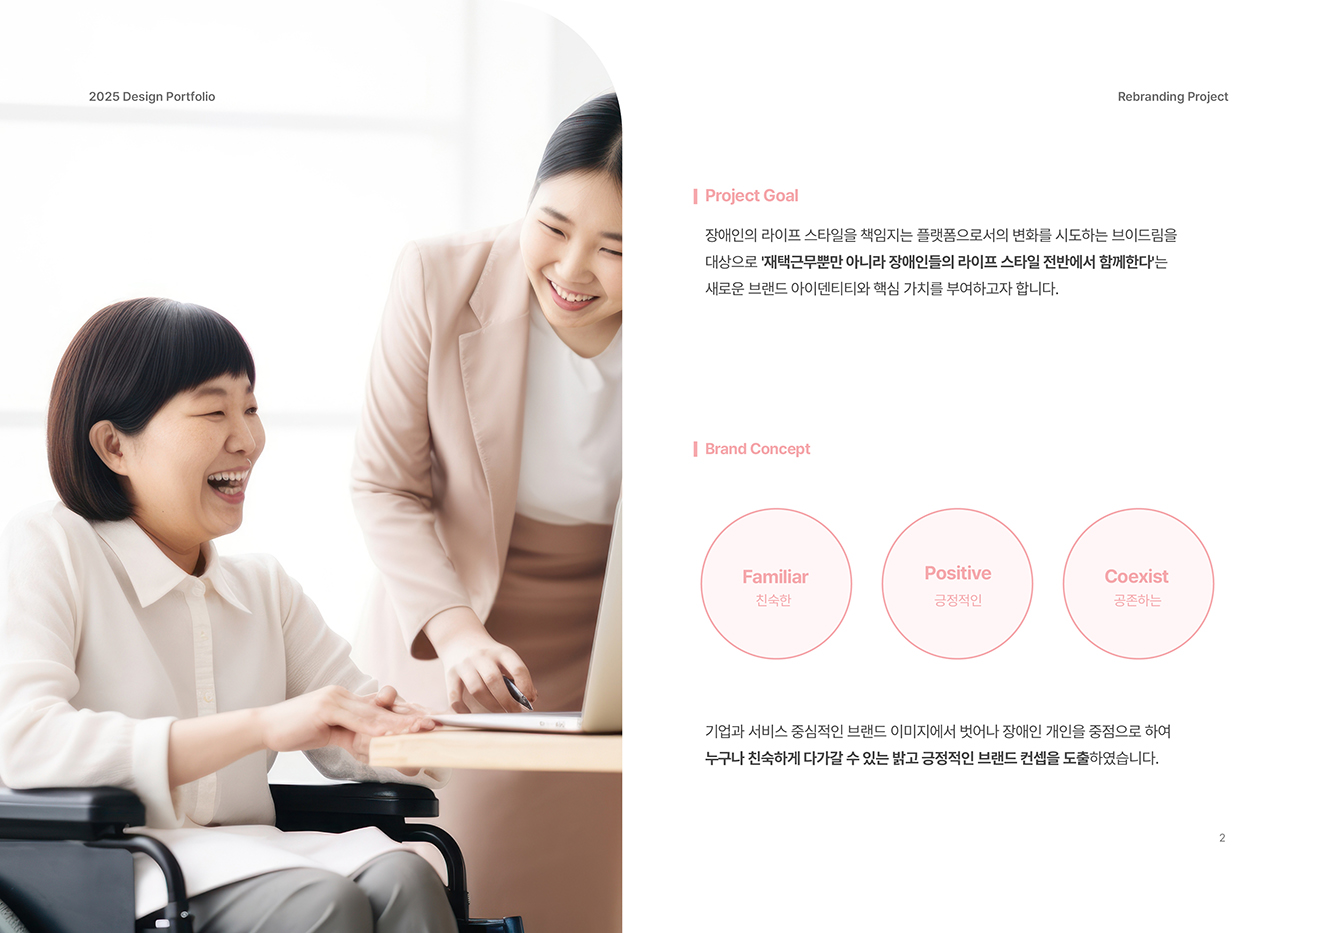 2025 Design Portfolio
Rebranding Project
Project Goal
장애인의 라이프 스타일을 책임지는 플랫폼으로서의 변화를 시도하는 브이드림을
대상으로 '재택근무뿐만 아니라 장애인들의 라이프 스타일 전반에서 함께한다'는
새로운 브랜드 아이덴티티와 핵심 가치를 부여하고자 합니다.
Brand Concept
Familiar
친숙한
Positive
긍정적인
Coexist
공존하는
기업과 서비스 중심적인 브랜드 이미지에서 벗어나 장애인 개인을 중점으로 하여
누구나 친숙하게 다가갈 수 있는 밝고 긍정적인 브랜드 컨셉을 도출하였습니다.
2